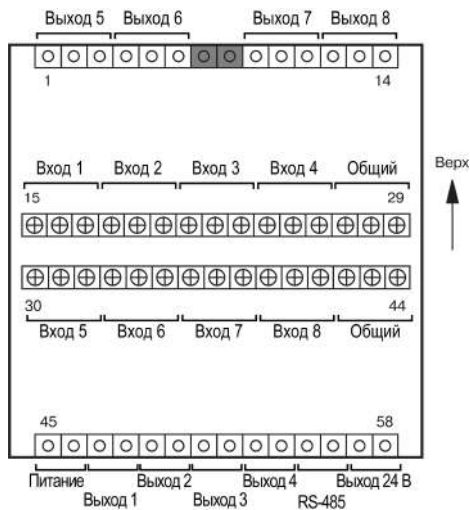 Выход 5 Выход 6 Выход 7 Выход 8
1 14
Верх
Вход 1 Вход 2 Вход 3 Вход 4 Общий
15 29
30 44
Вход 5 Вход 6 Вход 7 Вход 8 Общий
45 58
Питание Выход 2 Выход 4 Выход 24 В
Выход 1 Выход 3 RS-485